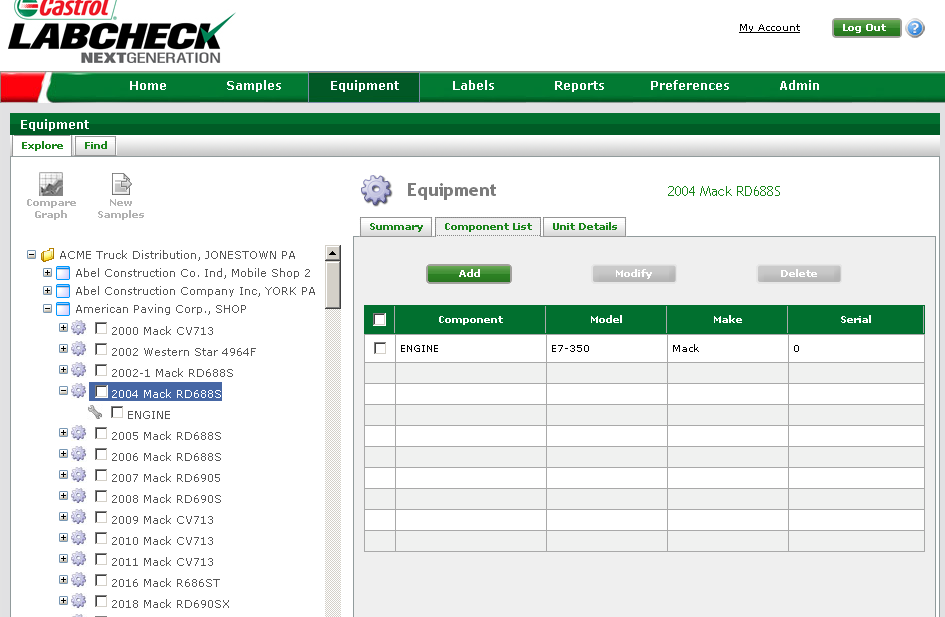 Castrol
LABCHECK
NEXTGENERATION
My Account
Log Out
?
Home Samples Equipment Labels Reports Preferences Admin
Equipment
Explore Find
Compare Graph
New Samples
ACME Truck Distribution, JONESTOWN PA
Abel Construction Co. Ind, Mobile Shop 2
Abel Construction Company Inc, YORK PA
American Paving Corp., SHOP
2000 Mack CV713
2002 Western Star 4964F
2002-1 Mack RD688S
2004 Mack RD688S
ENGINE
2005 Mack RD688S
2006 Mack RD688S
2007 Mack RD6905
2008 Mack RD690S
2009 Mack CV713
2010 Mack CV713
2011 Mack CV713
2016 Mack R686ST
2018 Mack RD690SX
Equipment
2004 Mack RD688S
Summary Component List Unit Details
Add Modify Delete
Component Model Make Serial
ENGINE E7-350 Mack 0